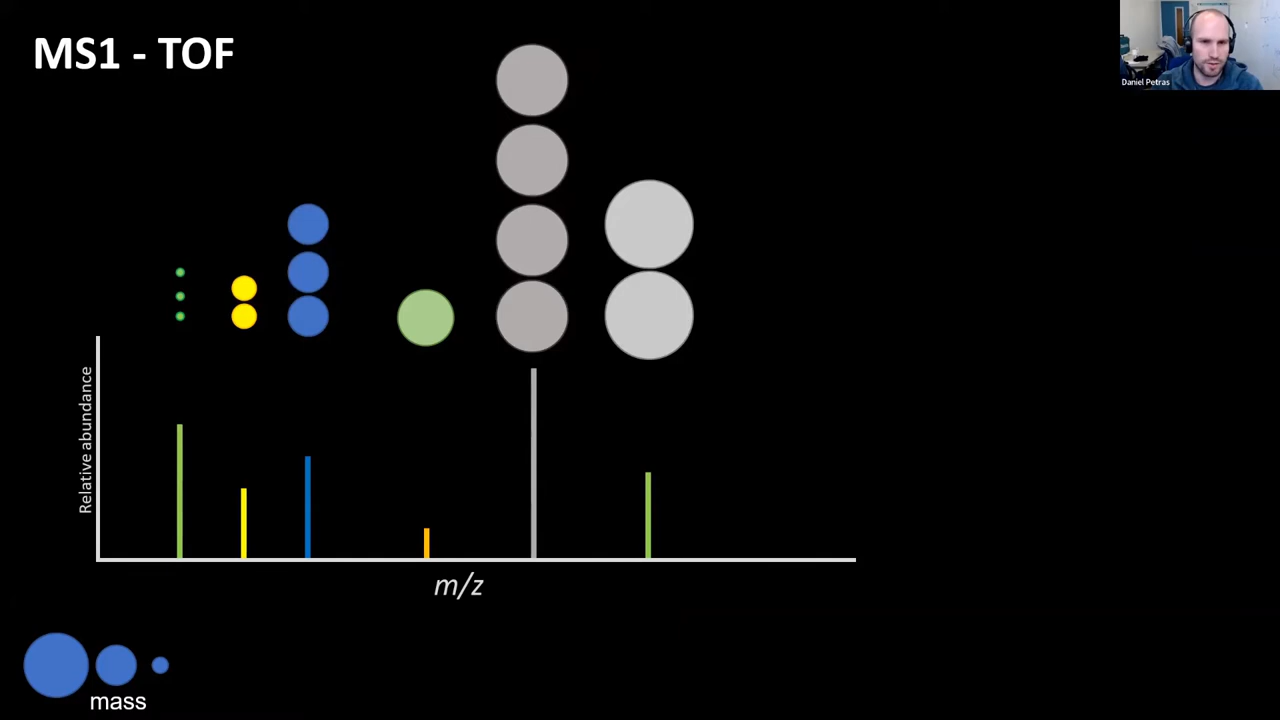 MS1 - TOF
Daniel Petras
Relative abundance
m/z
mass